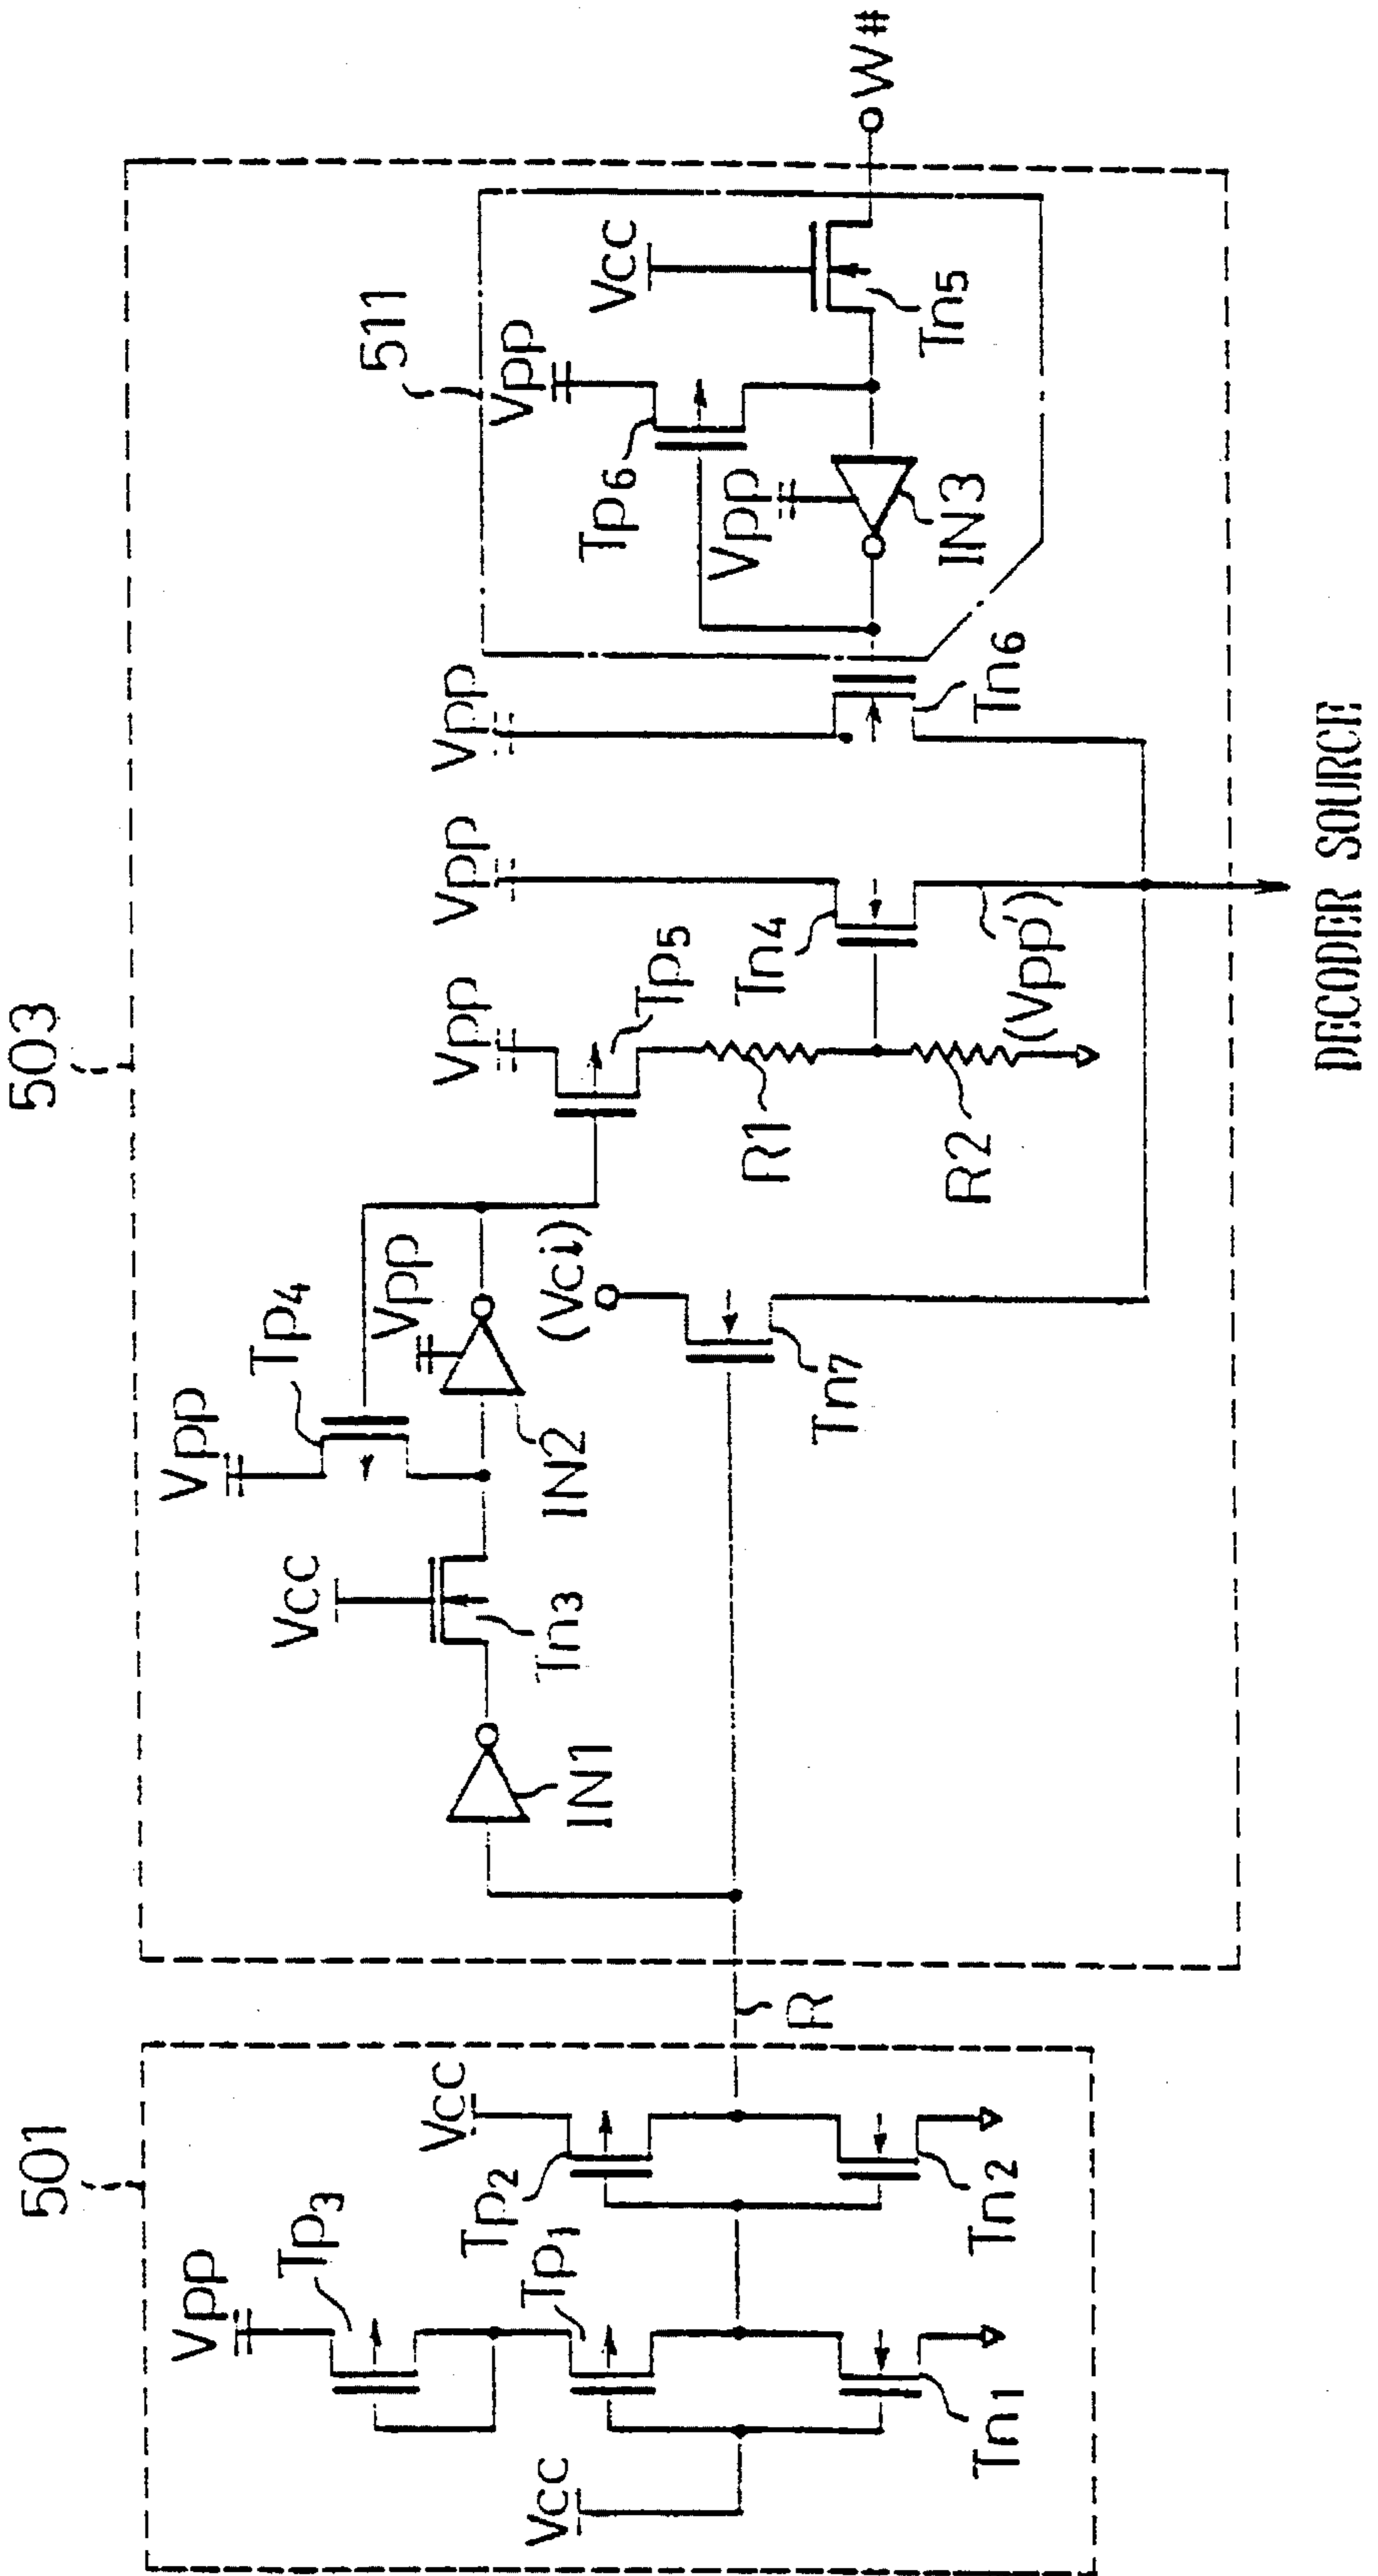 503
511
501
Vpp
Tp3
Vcc
Tp1
Tn1
Vcc
Tp2
Tn2
R
IN1
Vcc
Tn3
Vpp
Tp4
IN2
Vpp
(Vci)
Tn7
Vpp
Tp5
R1
R2
Vpp
Tn4
(Vpp')
Vpp
Tn6
Vpp
Tp6
Vpp
IN3
Vcc
Tn5
W#
DECODER SOURCE